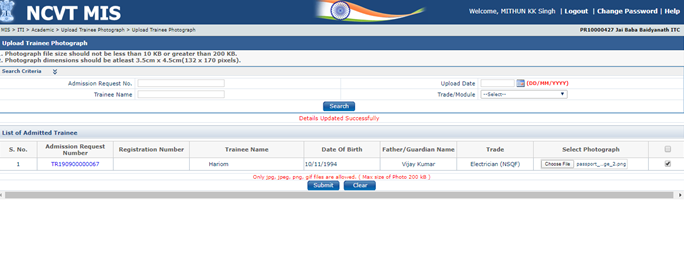 NCVT MIS
Welcome, MITHUN KK Singh | Logout | Change Password | Help
MIS > ITI > Academic > Upload Trainee Photograph > Upload Trainee Photograph
PR10000427 Jai Baba Baidyanath ITC
Upload Trainee Photograph
1. Photograph file size should not be less than 10 KB or greater than 200 KB.
2. Photograph dimensions should be atleast 3.5cm x 4.5cm(132 x 170 pixels).
Search Criteria
Admission Request No. Upload Date (DD/MM/YYYY)
Trainee Name Trade/Module --Select--
Search
Details Updated Successfully
List of Admitted Trainee
S. No. Admission Request Number Registration Number Trainee Name Date Of Birth Father/Guardian Name Trade Select Photograph
1 TR190900000067 Mariom 10/11/1994 Vijay Kumar Electrician (NSQF) Choose File passport_...ge_2.png
Only jpg, jpeg, png, gif files are allowed. ( Max size of Photo 200 kB )
Submit Clear